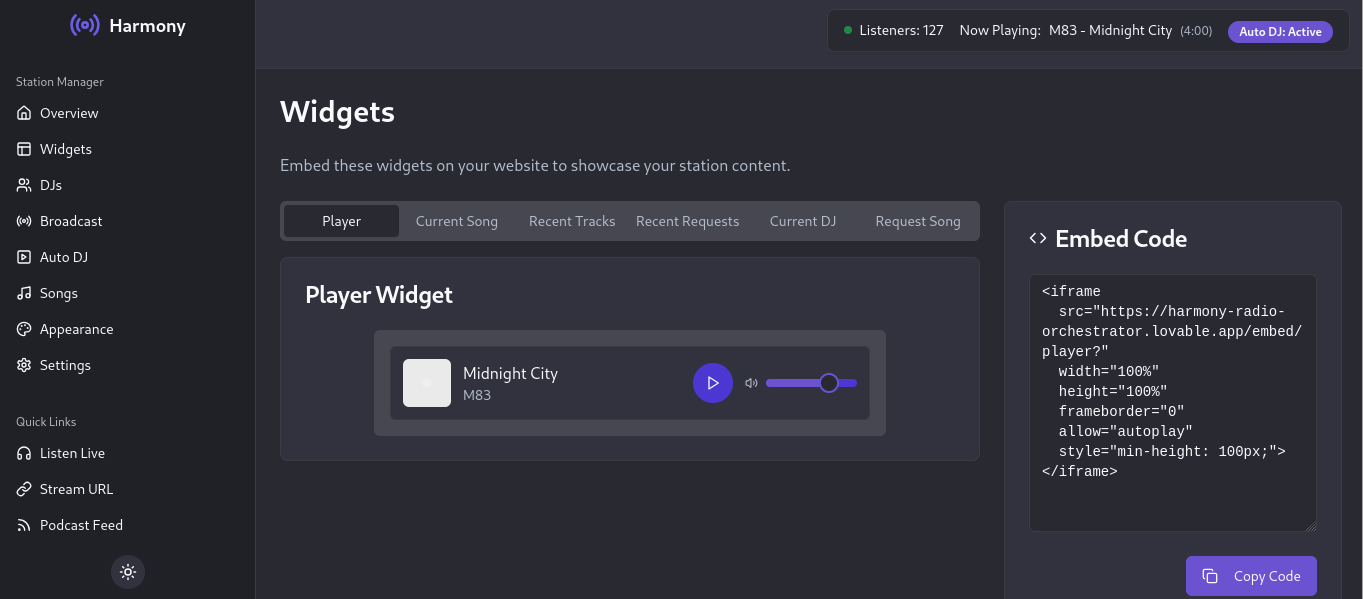 Harmony
Listeners: 127 Now Playing: M83 - Midnight City (4:00) Auto DJ: Active
Station Manager
Overview
Widgets
DJs
Broadcast
Auto DJ
Songs
Appearance
Settings
Quick Links
Listen Live
Stream URL
Podcast Feed
Widgets
Embed these widgets on your website to showcase your station content.
Player Current Song Recent Tracks Recent Requests Current DJ Request Song
Player Widget
Midnight City
M83
<> Embed Code
<iframe
src="https://harmony-radio-
orchestrator.lovable.app/embed/
player?"
width="100%"
height="100%"
frameborder="0"
allow="autoplay"
style="min-height: 100px;">
</iframe>
Copy Code